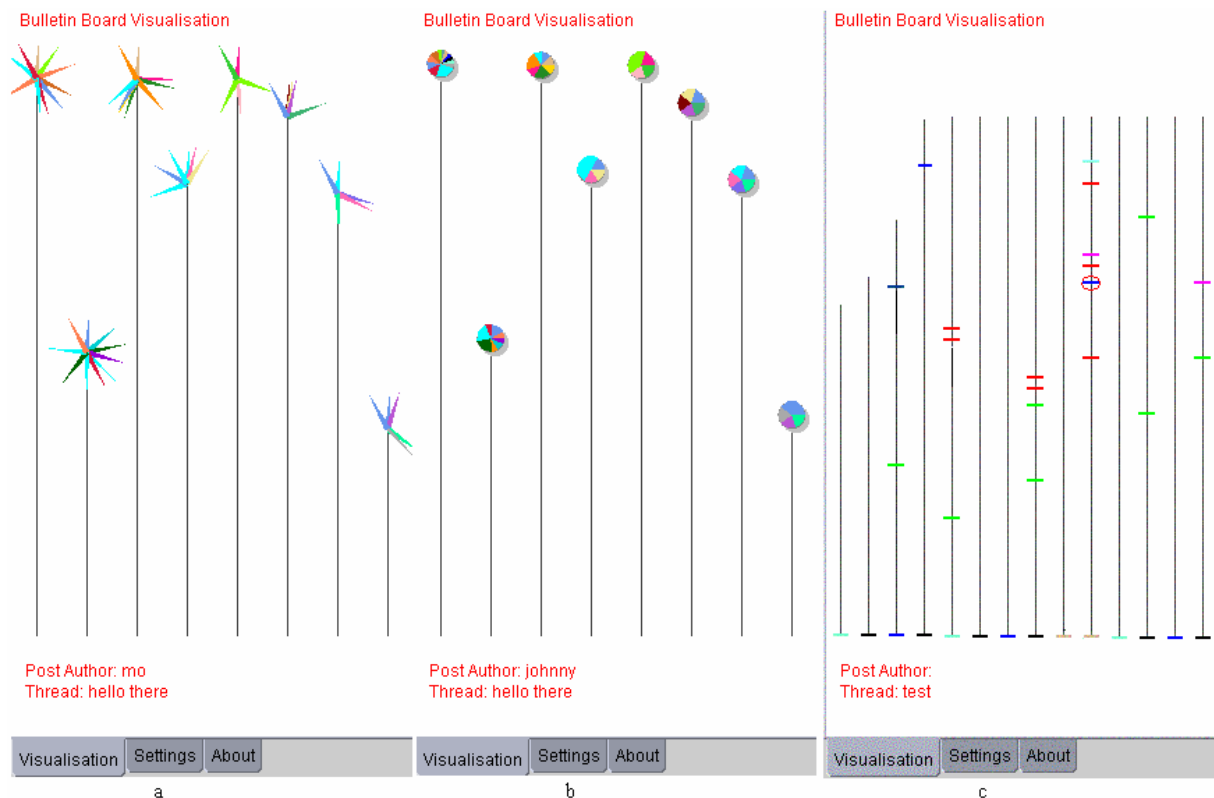 Bulletin Board Visualisation
Post Author: mo
Thread: hello there
Visualisation Settings About
a
Bulletin Board Visualisation
Post Author: johnny
Thread: hello there
Visualisation Settings About
b
Bulletin Board Visualisation
Post Author:
Thread: test
Visualisation Settings About
c